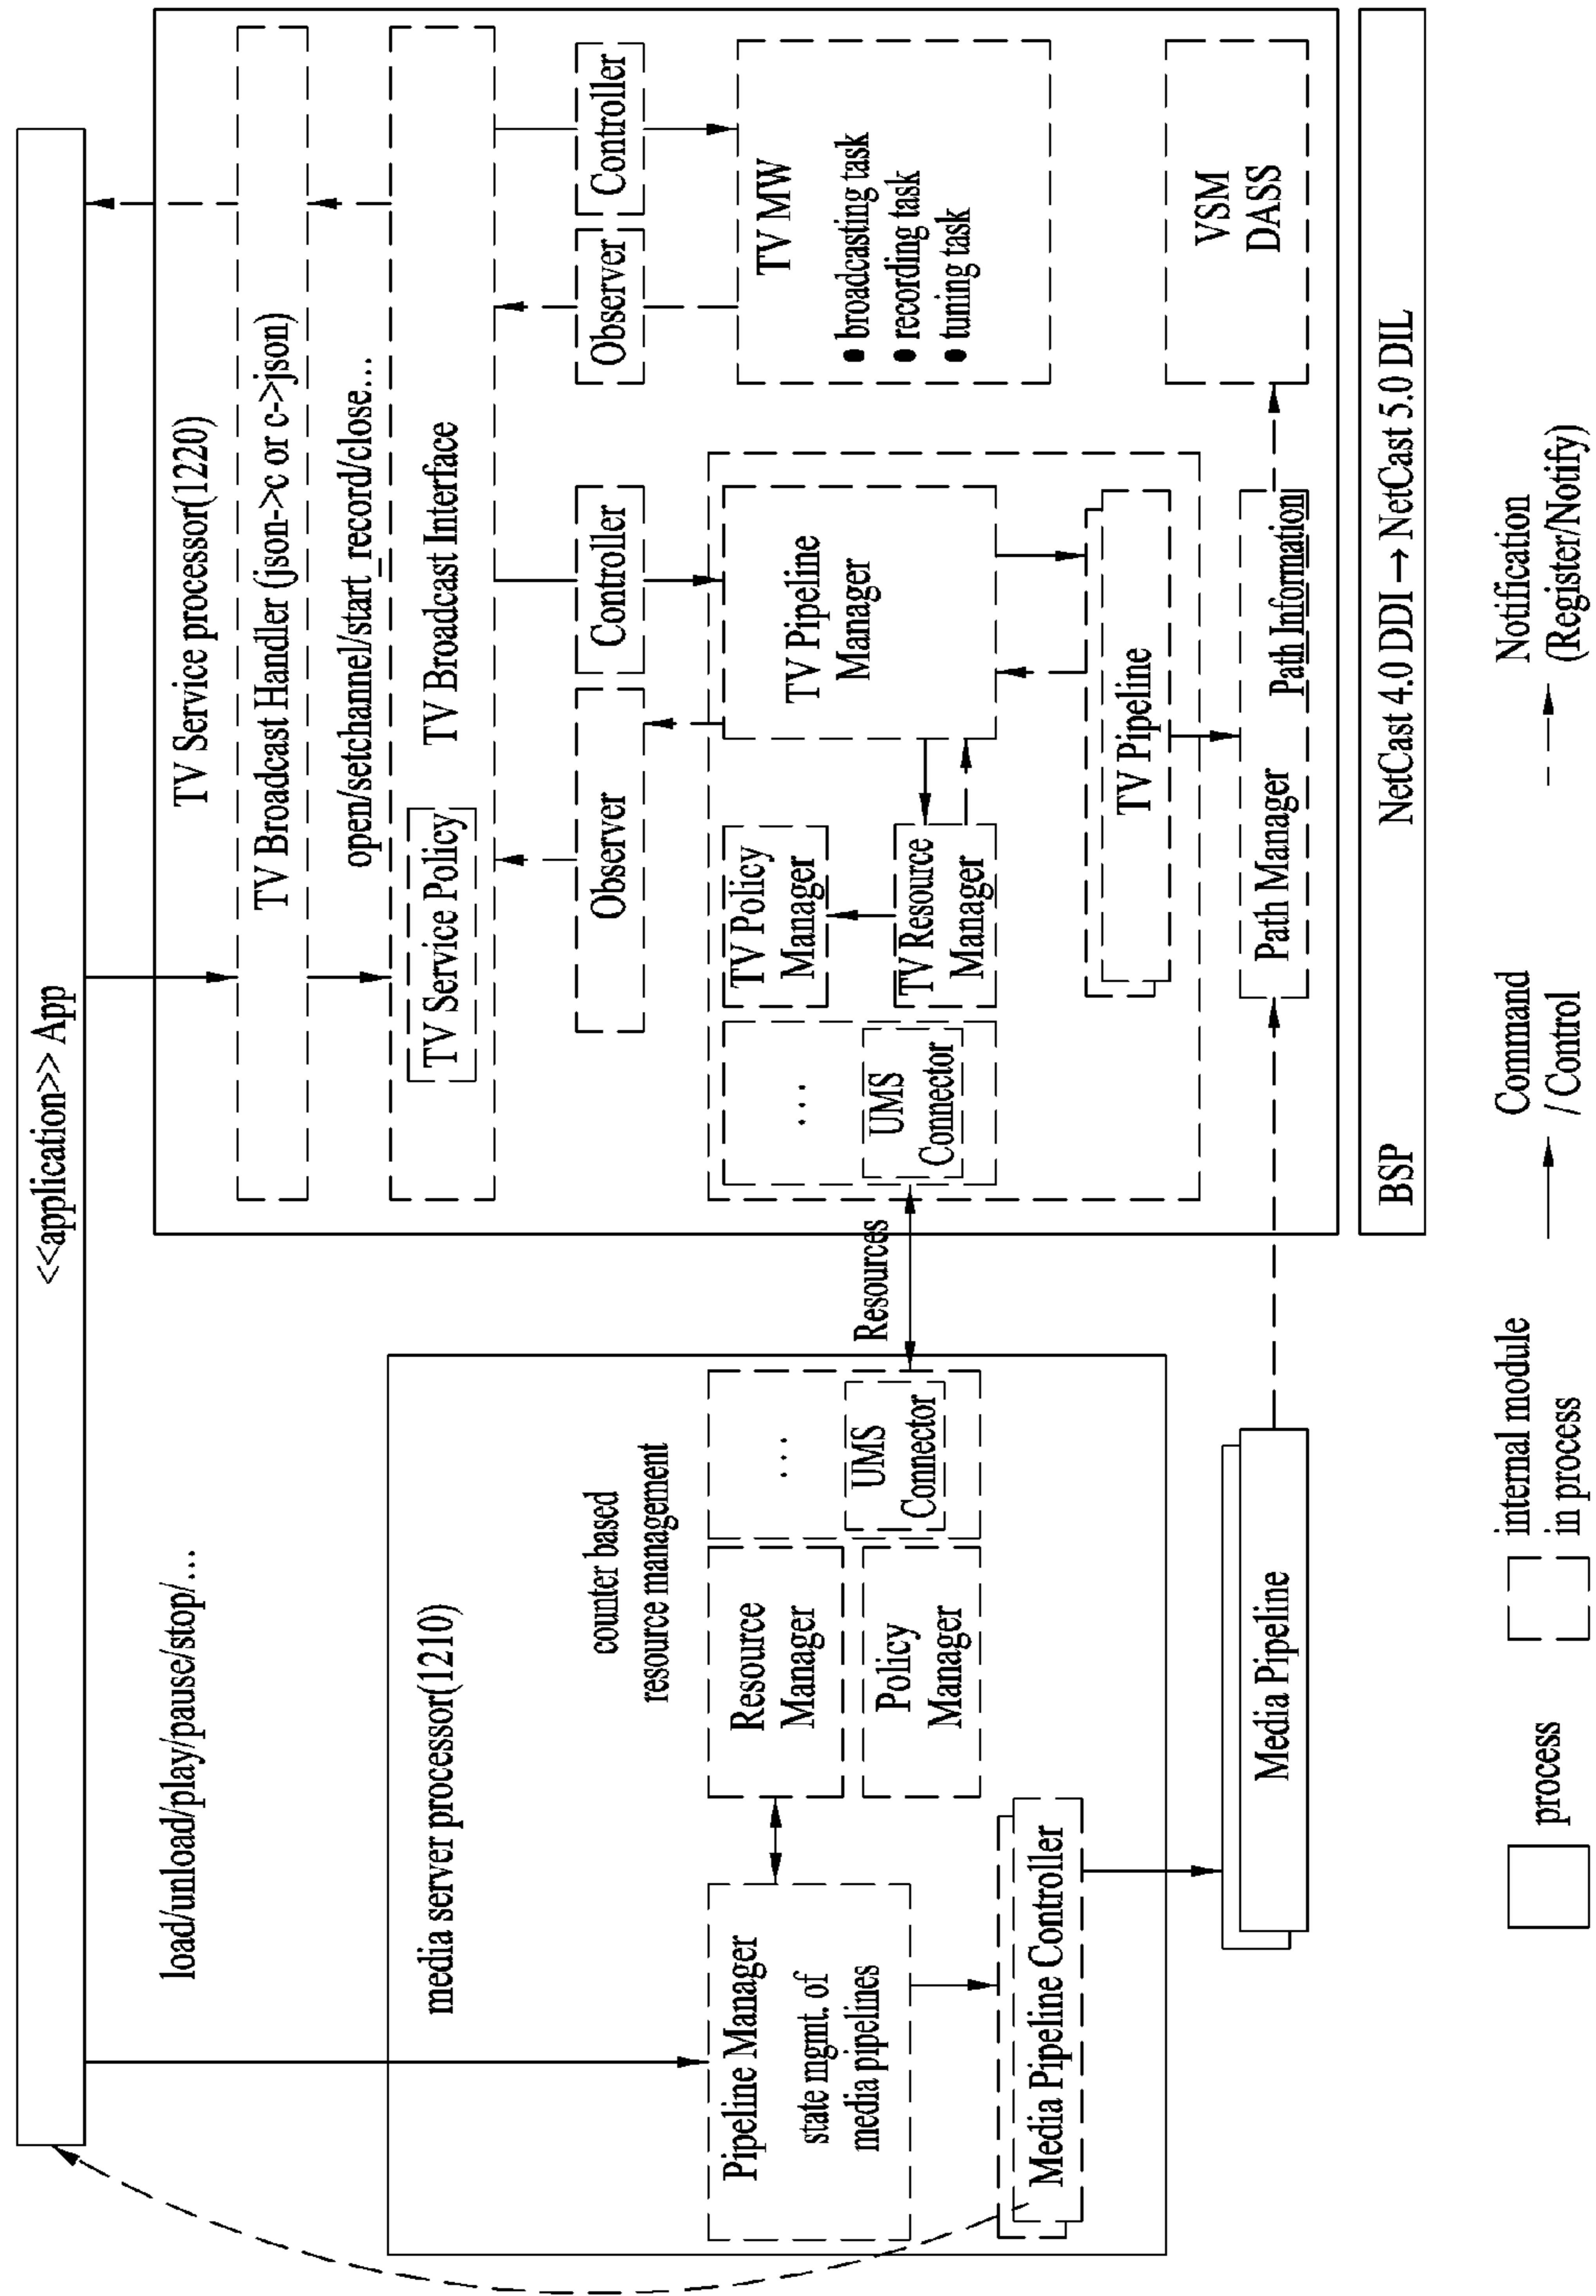 <<application>> App
load/unload/play/pause/stop/...
media server processor(1210)
counter based
resource management
Pipeline Manager
state mgmt. of
media pipelines
Resource
Manager
Policy
Manager
...
UMS
Connector
Media Pipeline Controller
Media Pipeline
Resources
TV Service processor(1220)
TV Broadcast Handler (json->c or c->json)
open/setchannel/start_record/close...
TV Service Policy
TV Broadcast Interface
Observer
Controller
Observer
Controller
...
UMS
Connector
TV Policy
Manager
TV Resource
Manager
TV Pipeline
Manager
TV Pipeline
TV MW
● broadcasting task
● recording task
● tuning task
Path Manager
Path Information
VSM
DASS
BSP
NetCast 4.0 DDI → NetCast 5.0 DIL
process
internal module
in process
Command
/ Control
Notification
(Register/Notify)